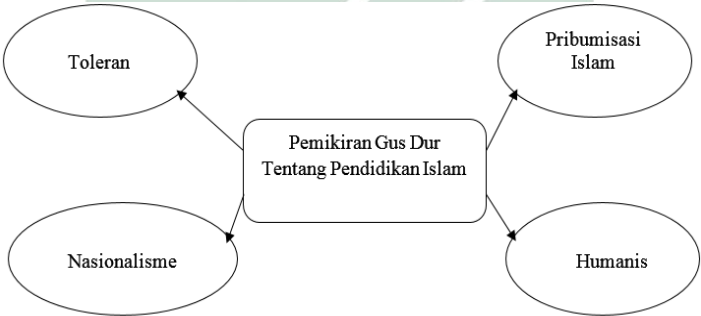 Toleran
Pribumisasi
Islam
Pemikiran Gus Dur
Tentang Pendidikan Islam
Nasionalisme
Humanis